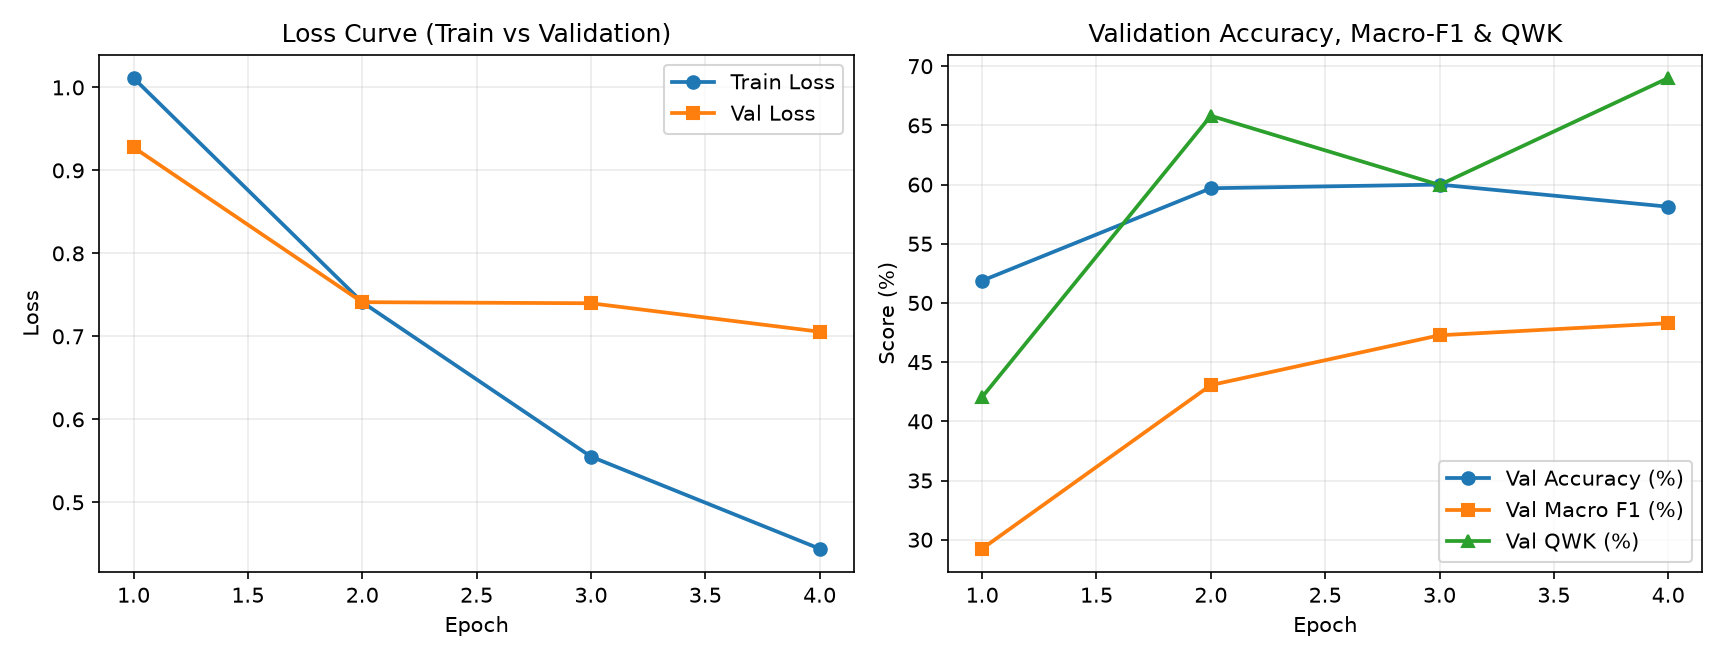 Loss Curve (Train vs Validation)
Train Loss
Val Loss
1.0
0.9
0.8
0.7
0.6
0.5
Loss
1.0 1.5 2.0 2.5 3.0 3.5 4.0
Epoch
Validation Accuracy, Macro-F1 & QWK
70
65
60
55
50
45
40
35
30
Score (%)
Val Accuracy (%)
Val Macro F1 (%)
Val QWK (%)
1.0 1.5 2.0 2.5 3.0 3.5 4.0
Epoch